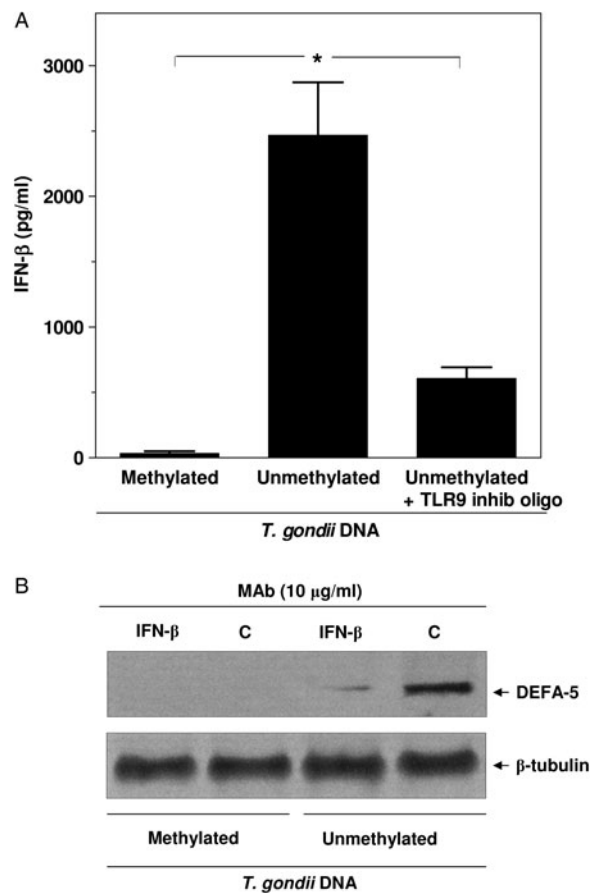 A
3000
*
2000
IFN-β (pg/ml)
1000
0
Methylated Unmethylated Unmethylated
+ TLR9 inhib oligo
T. gondii DNA
B
MAb (10 μg/ml)
IFN-β C IFN-β C
DEFA-5
β-tubulin
Methylated Unmethylated
T. gondii DNA